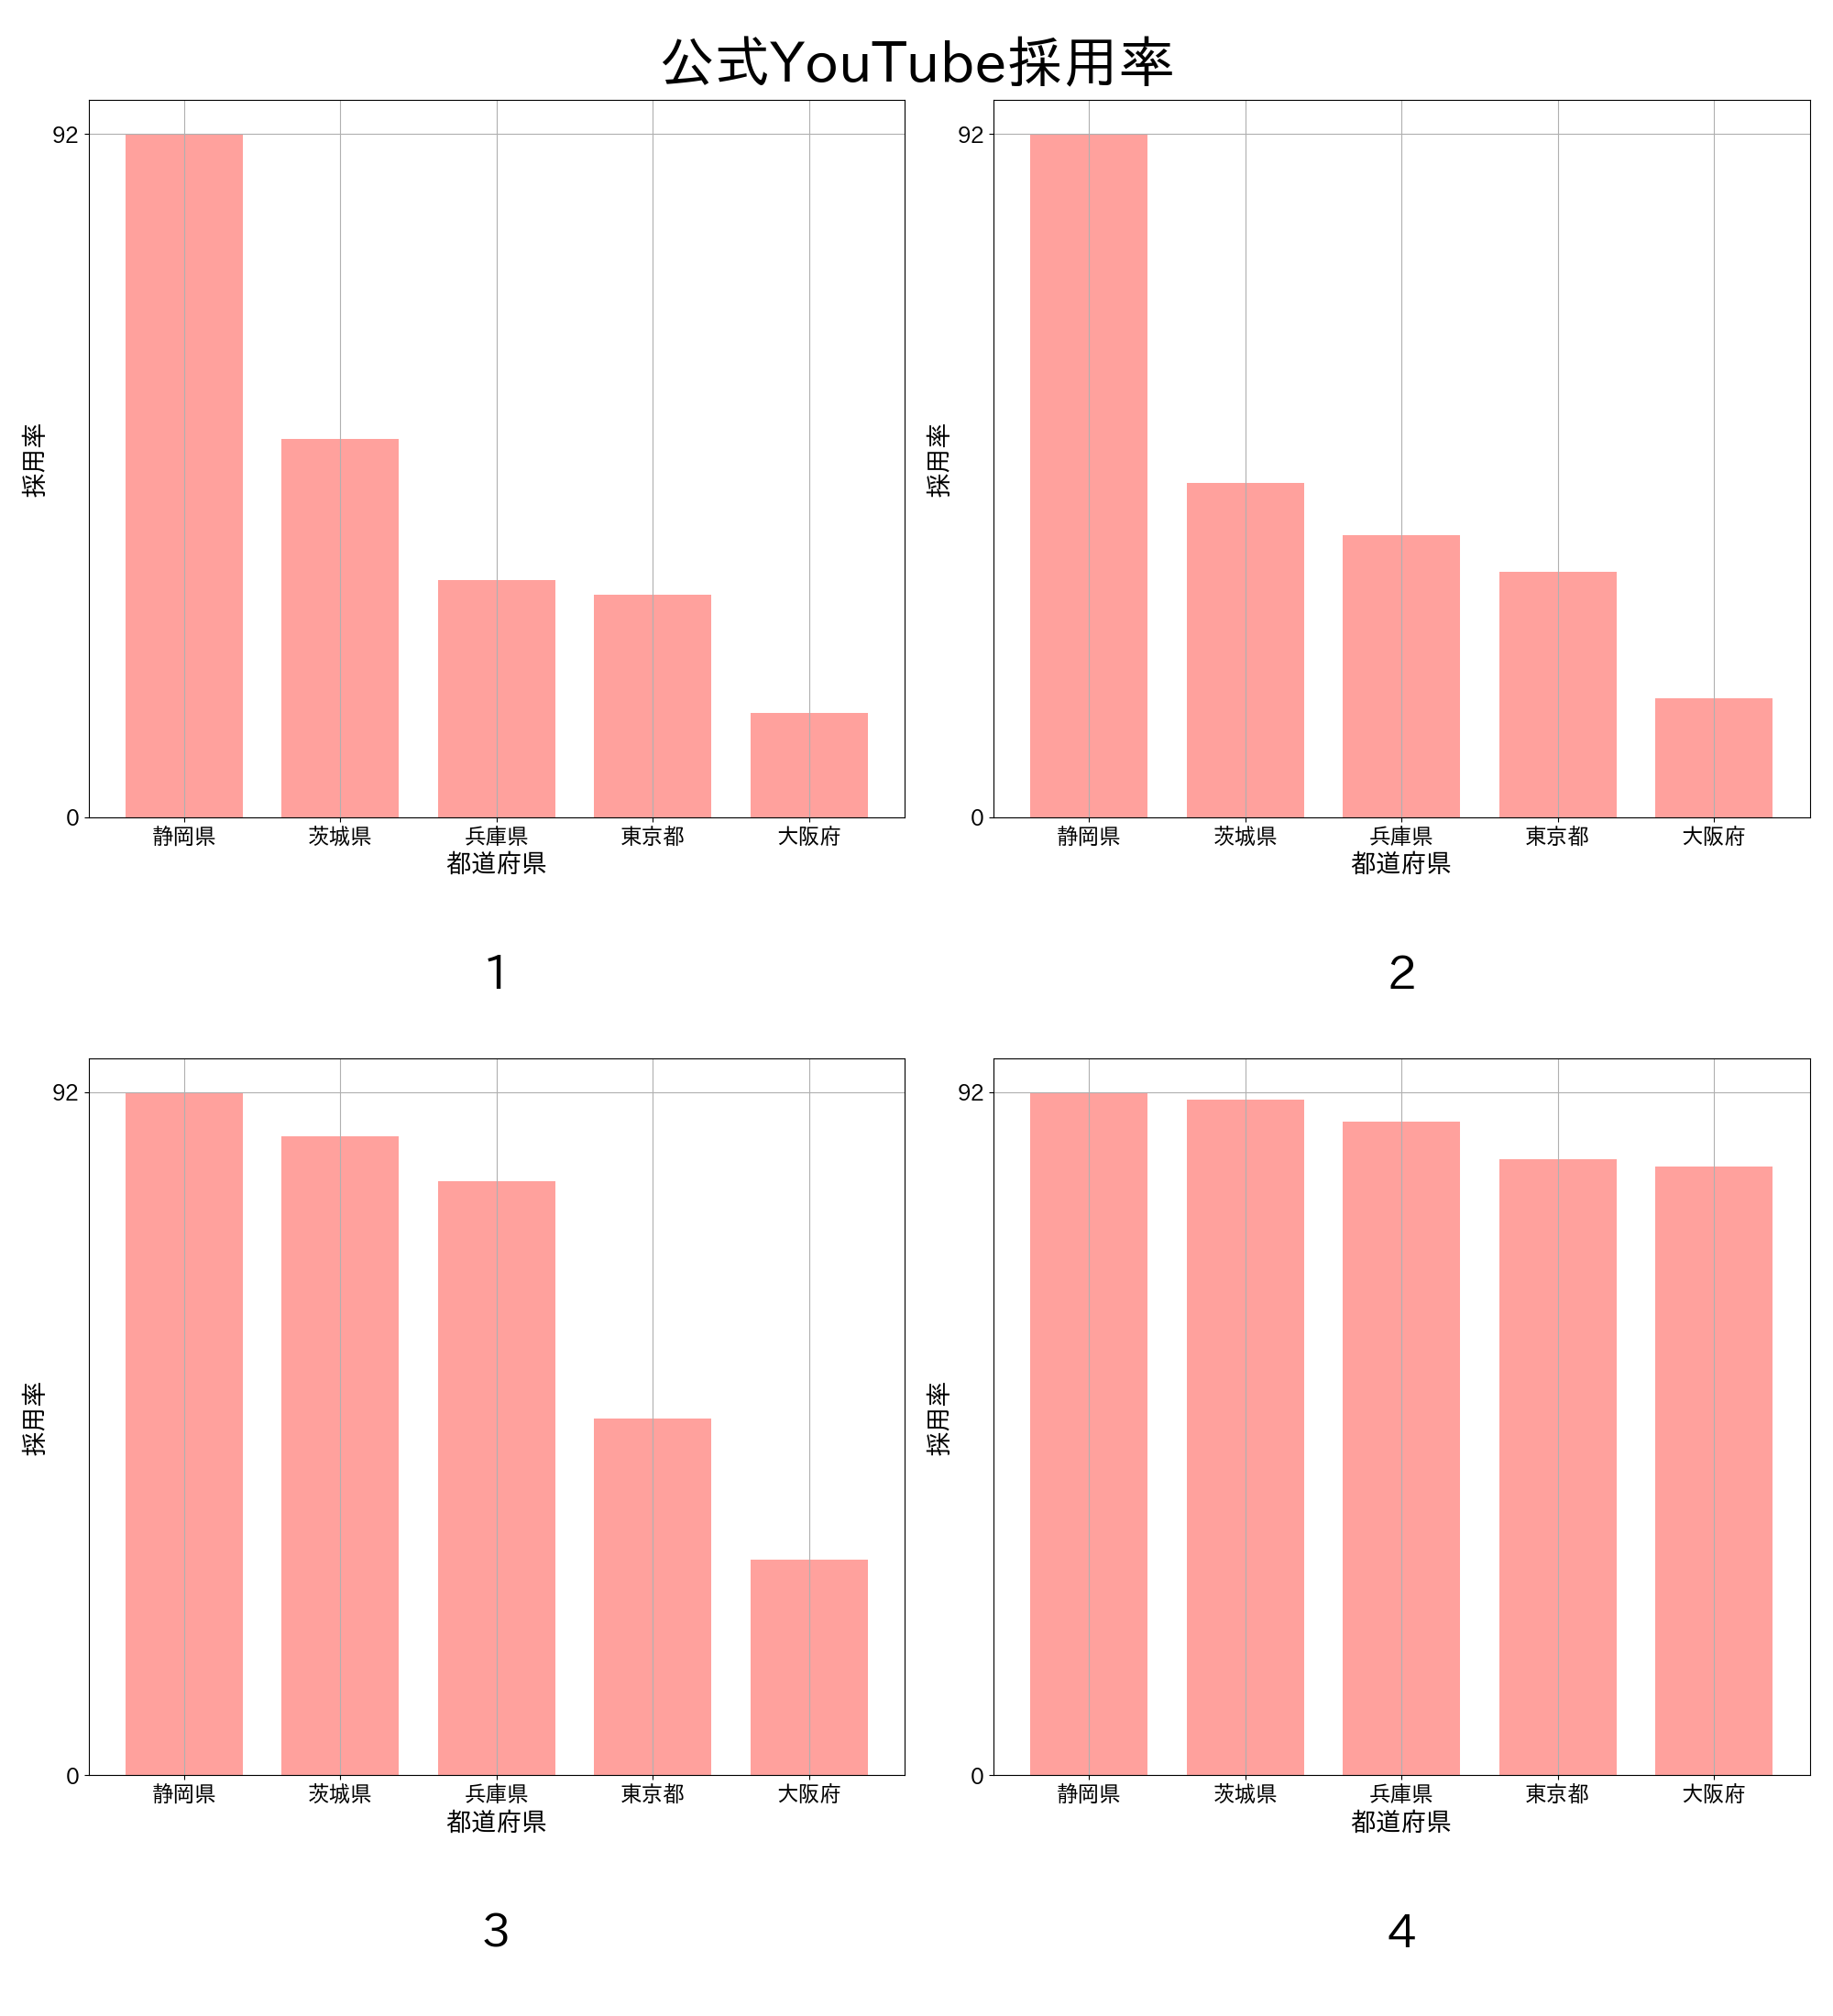 公式YouTube採用率
92
採用率
0
静岡県 茨城県 兵庫県 東京都 大阪府
都道府県
1
92
採用率
0
静岡県 茨城県 兵庫県 東京都 大阪府
都道府県
2
92
採用率
0
静岡県 茨城県 兵庫県 東京都 大阪府
都道府県
3
92
採用率
0
静岡県 茨城県 兵庫県 東京都 大阪府
都道府県
4